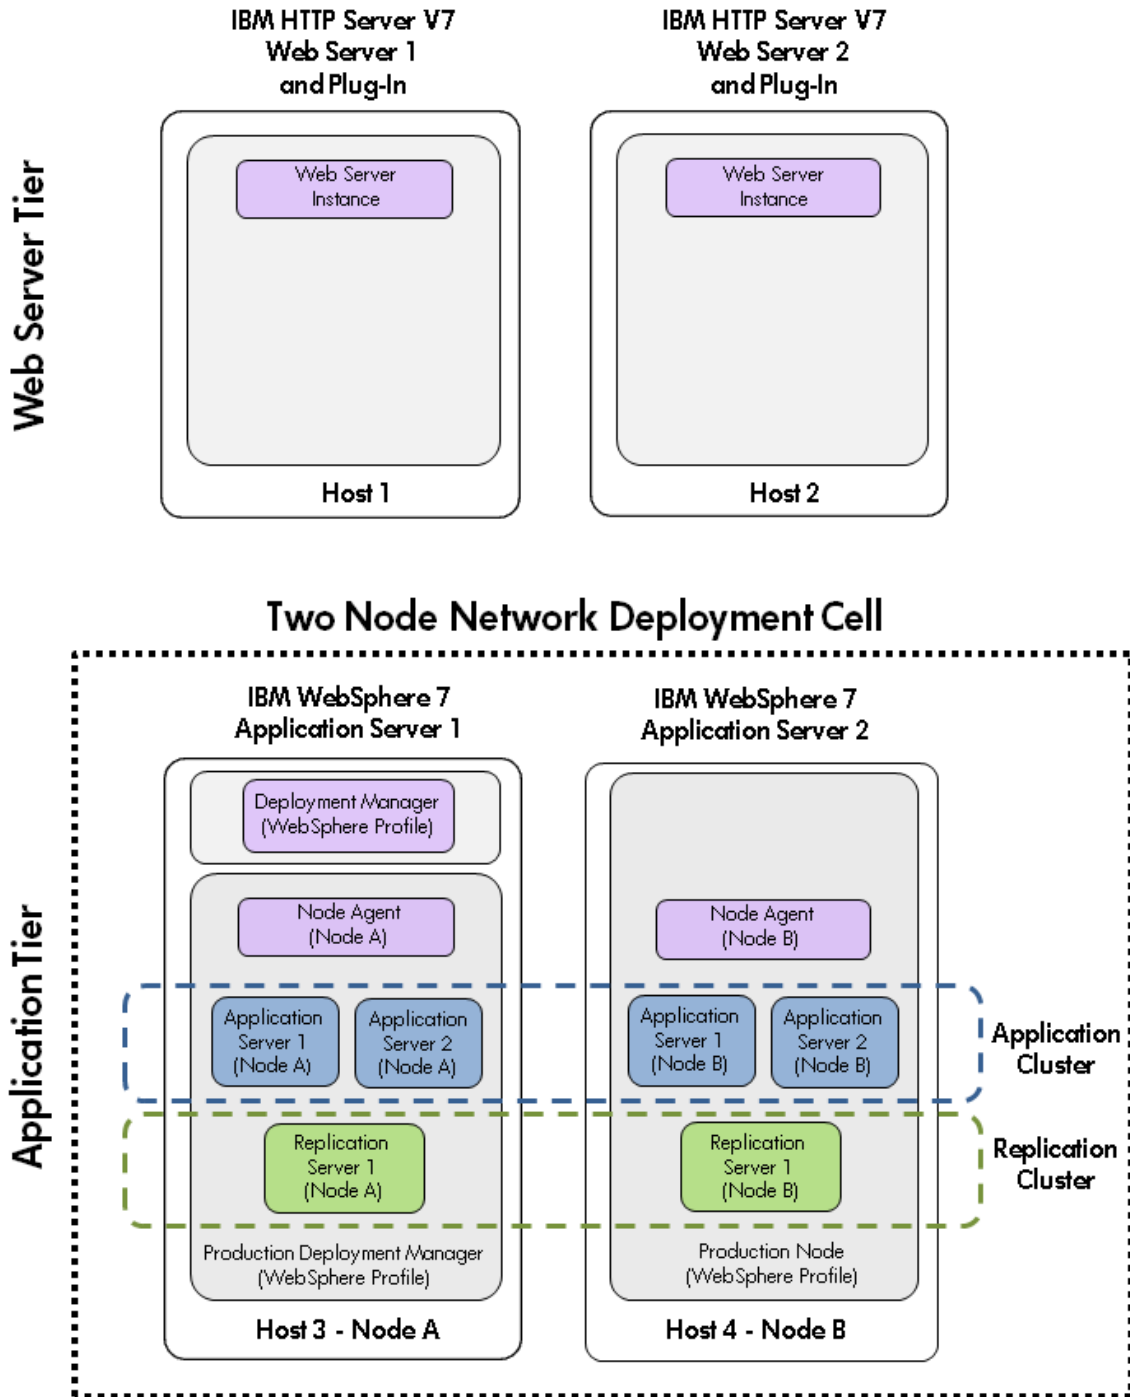 IBM HTTP Server V7
Web Server 1
and Plug-In
IBM HTTP Server V7
Web Server 2
and Plug-In
Web Server Tier
Web Server
Instance
Host 1
Web Server
Instance
Host 2
Two Node Network Deployment Cell
Application Tier
IBM WebSphere 7
Application Server 1
Deployment Manager
(WebSphere Profile)
Node Agent
(Node A)
Application
Server 1
(Node A)
Application
Server 2
(Node A)
Replication
Server 1
(Node A)
Production Deployment Manager
(WebSphere Profile)
Host 3 - Node A
IBM WebSphere 7
Application Server 2
Node Agent
(Node B)
Application
Server 1
(Node B)
Application
Server 2
(Node B)
Replication
Server 1
(Node B)
Production Node
(WebSphere Profile)
Host 4 - Node B
Application
Cluster
Replication
Cluster